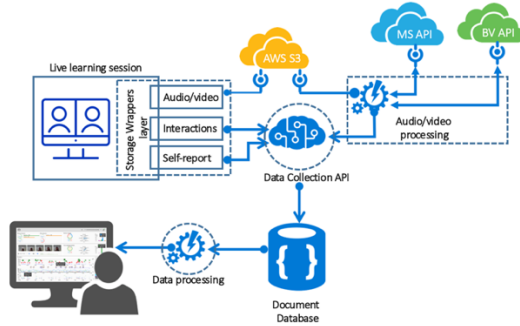 MS API
BV API
AWS S3
Live learning session
Storage Wrappers
layer
Audio/video
Interactions
Self-report
Audio/video
processing
Data Collection API
Data processing
{ }
Document
Database